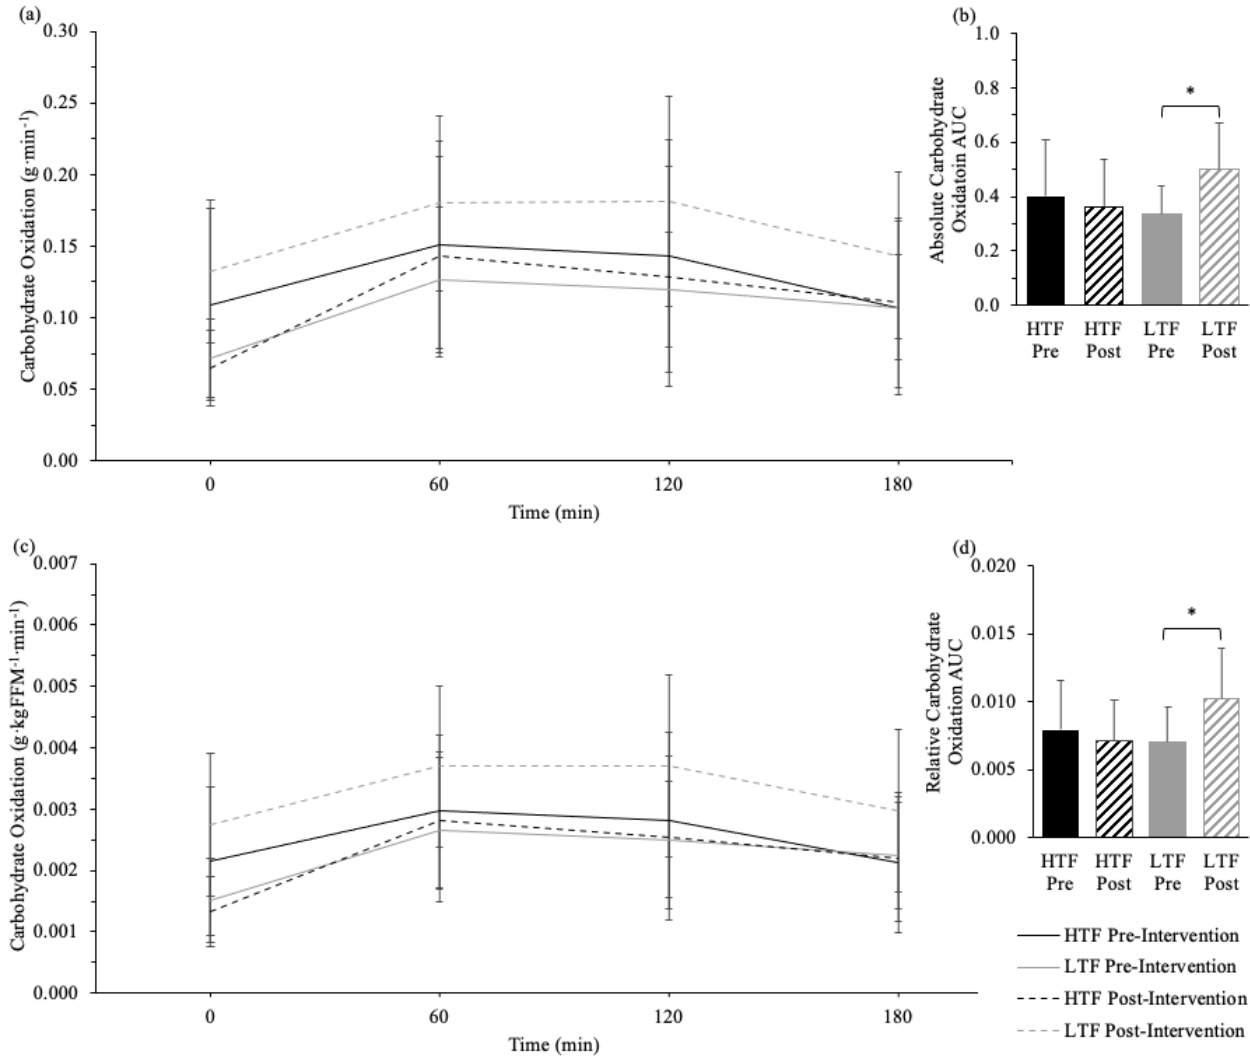 (a)
0.30
0.25
0.20
0.15
0.10
0.05
0.00
Carbohydrate Oxidation (g·min⁻¹)
0 60 120 180
Time (min)
(b)
1.0
0.8
0.6
0.4
0.2
0.0
Absolute Carbohydrate
Oxidatoin AUC
*
HTF HTF LTF LTF
Pre Post Pre Post
(c)
0.007
0.006
0.005
0.004
0.003
0.002
0.001
0.000
Carbohydrate Oxidation (g·kgFFM⁻¹·min⁻¹)
0 60 120 180
Time (min)
(d)
0.020
0.015
0.010
0.005
0.000
Relative Carbohydrate
Oxidation AUC
*
HTF HTF LTF LTF
Pre Post Pre Post
HTF Pre-Intervention
LTF Pre-Intervention
HTF Post-Intervention
LTF Post-Intervention